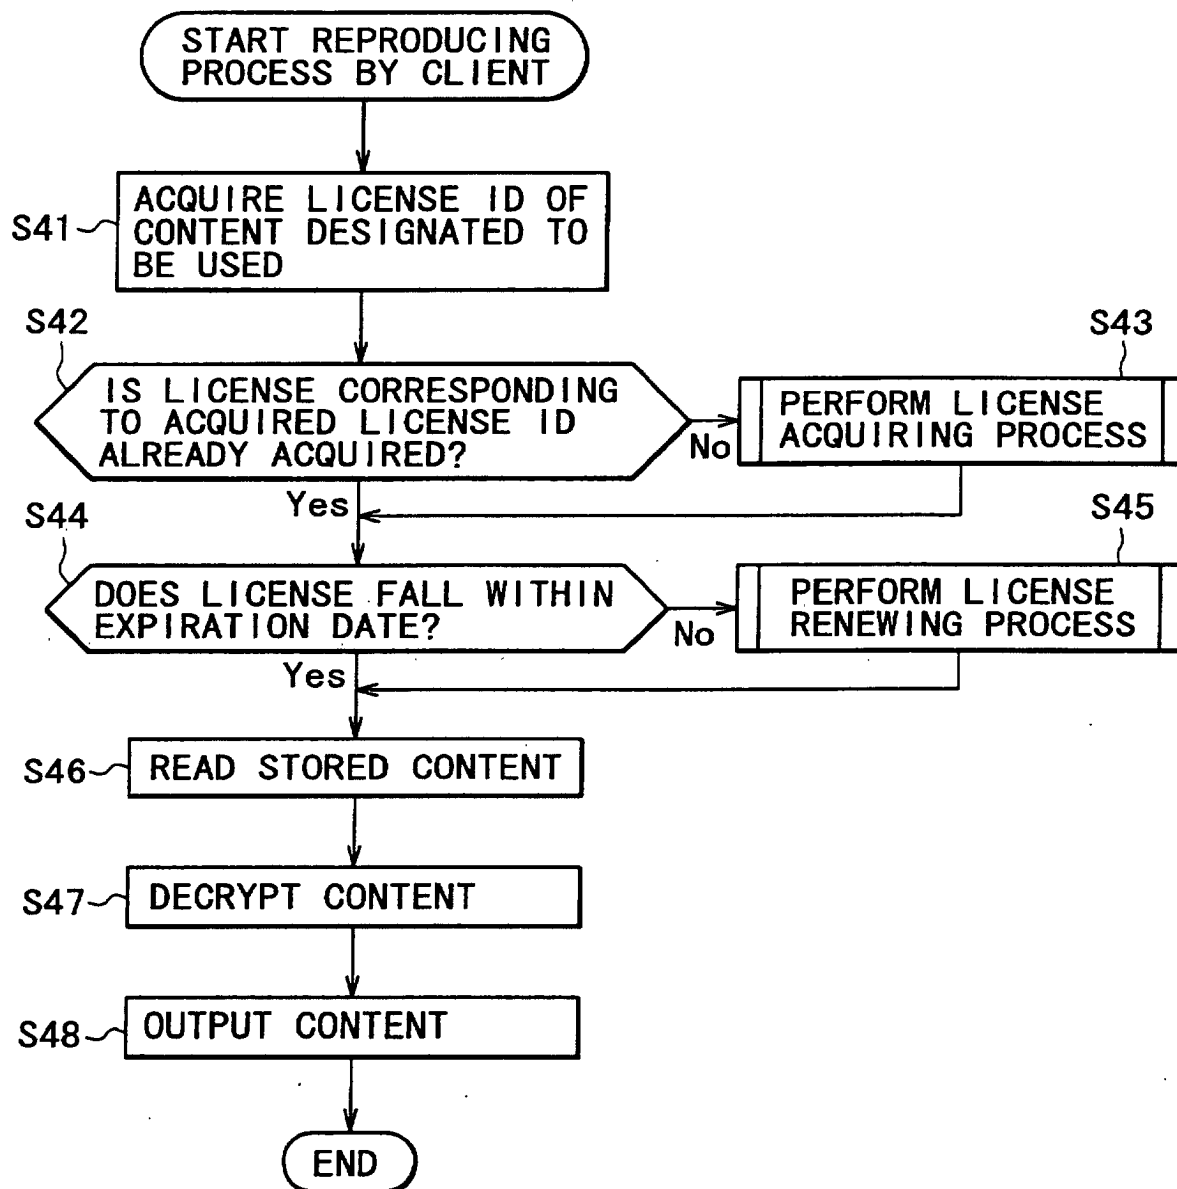 START REPRODUCING
PROCESS BY CLIENT
S41
ACQUIRE LICENSE ID OF
CONTENT DESIGNATED TO
BE USED
S42
IS LICENSE CORRESPONDING
TO ACQUIRED LICENSE ID
ALREADY ACQUIRED?
No
S43
PERFORM LICENSE
ACQUIRING PROCESS
Yes
S44
DOES LICENSE FALL WITHIN
EXPIRATION DATE?
No
S45
PERFORM LICENSE
RENEWING PROCESS
Yes
S46
READ STORED CONTENT
S47
DECRYPT CONTENT
S48
OUTPUT CONTENT
END